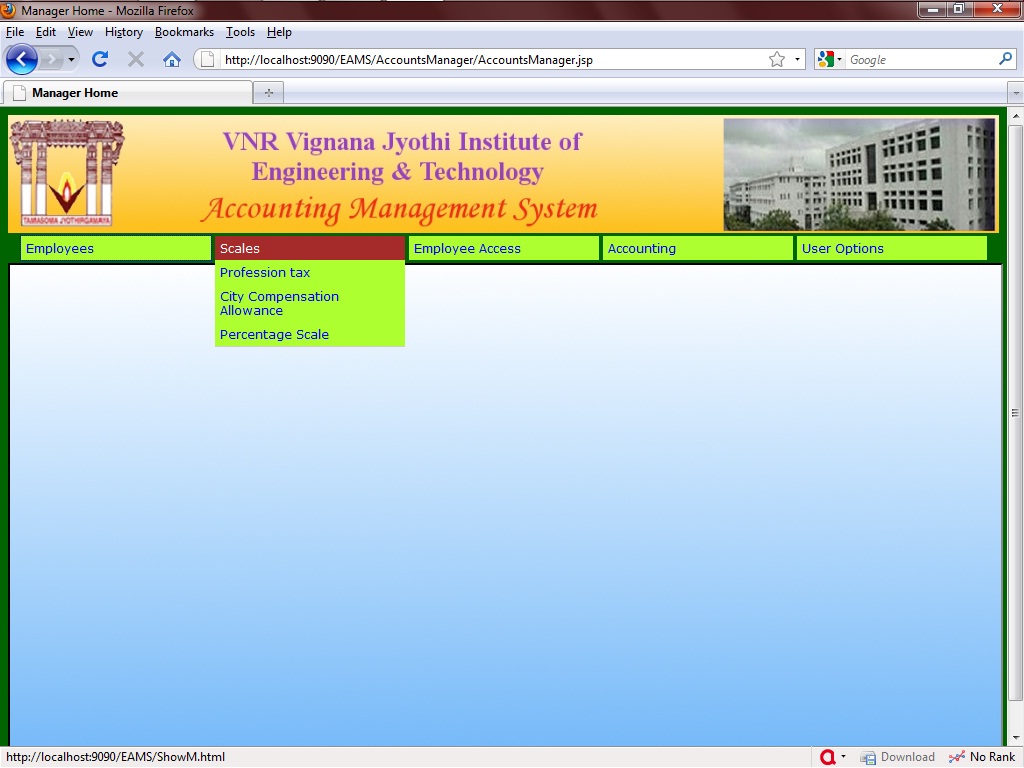 Manager Home - Mozilla Firefox
File Edit View History Bookmarks Tools Help
http://localhost:9090/EAMS/AccountsManager/AccountsManager.jsp
Google
Manager Home
VNR Vignana Jyothi Institute of
Engineering & Technology
Accounting Management System
TAMASOMA JYOTHIRGAMAYA
Employees Scales Employee Access Accounting User Options
Profession tax
City Compensation
Allowance
Percentage Scale
http://localhost:9090/EAMS/ShowM.html
Download No Rank